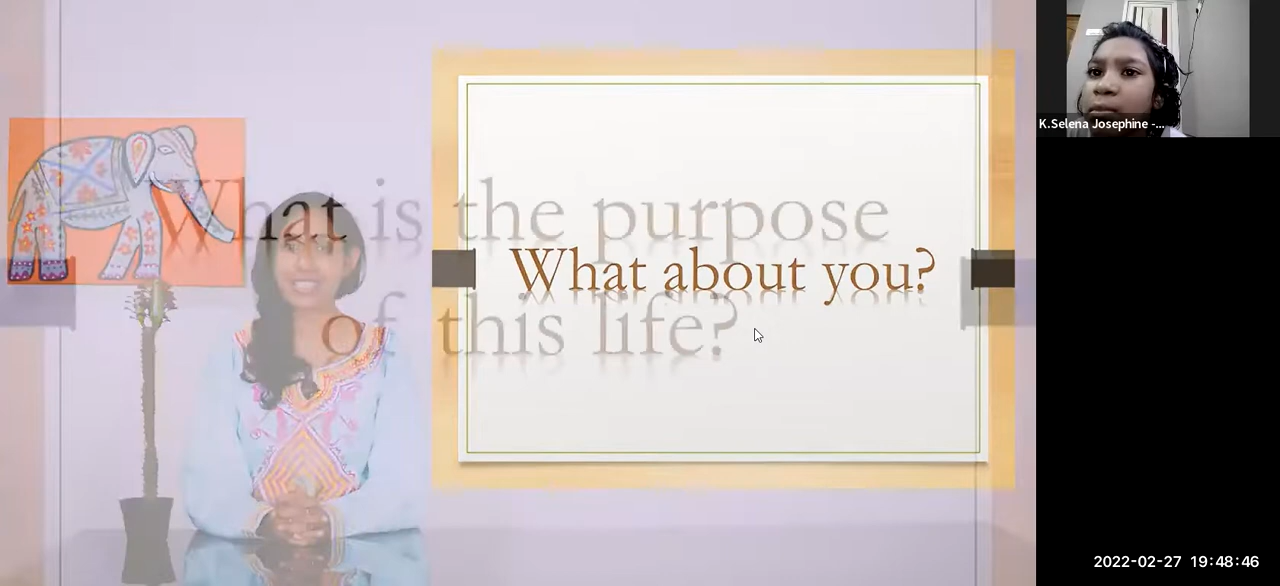 What is the purpose
of this life?
What about you?
K.Selena Josephine -...
2022-02-27 19:48:46